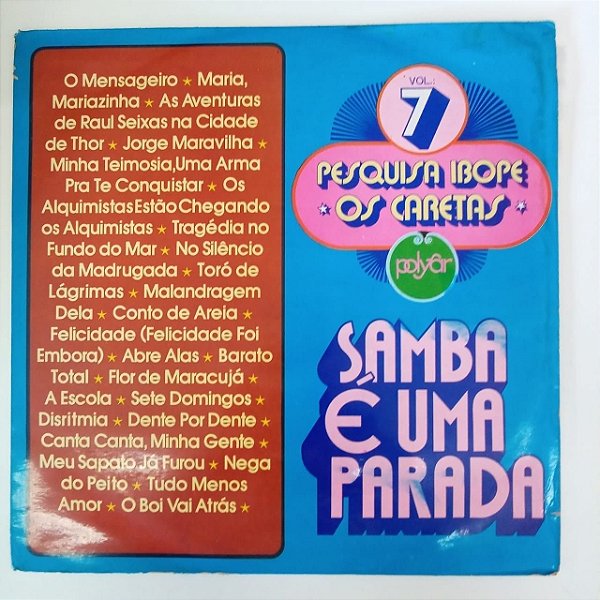 O Mensageiro ★ Maria,
Mariazinha ★ As Aventuras
de Raul Seixas na Cidade
de Thor ★ Jorge Maravilha ★
Minha Teimosia,Uma Arma
Pra Te Conquistar ★ Os
Alquimistas Estão Chegando
os Alquimistas ★ Tragédia no
Fundo do Mar ★ No Silêncio
da Madrugada ★ Toró de
Lágrimas ★ Malandragem
Dela ★ Conto de Areia ★
Felicidade (Felicidade Foi
Embora) ★ Abre Alas ★ Barato
Total ★ Flor de Maracujá ★
A Escola ★ Sete Domingos ★
Disritmia ★ Dente Por Dente ★
Canta Canta, Minha Gente ★
Meu Sapato Já Furou ★ Nega
do Peito ★ Tudo Menos
Amor ★ O Boi Vai Atrás ★
VOL.:
7
PESQUISA IBOPE
★ OS CARETAS ★
polyôr
SAMBA
É UMA
PARADA